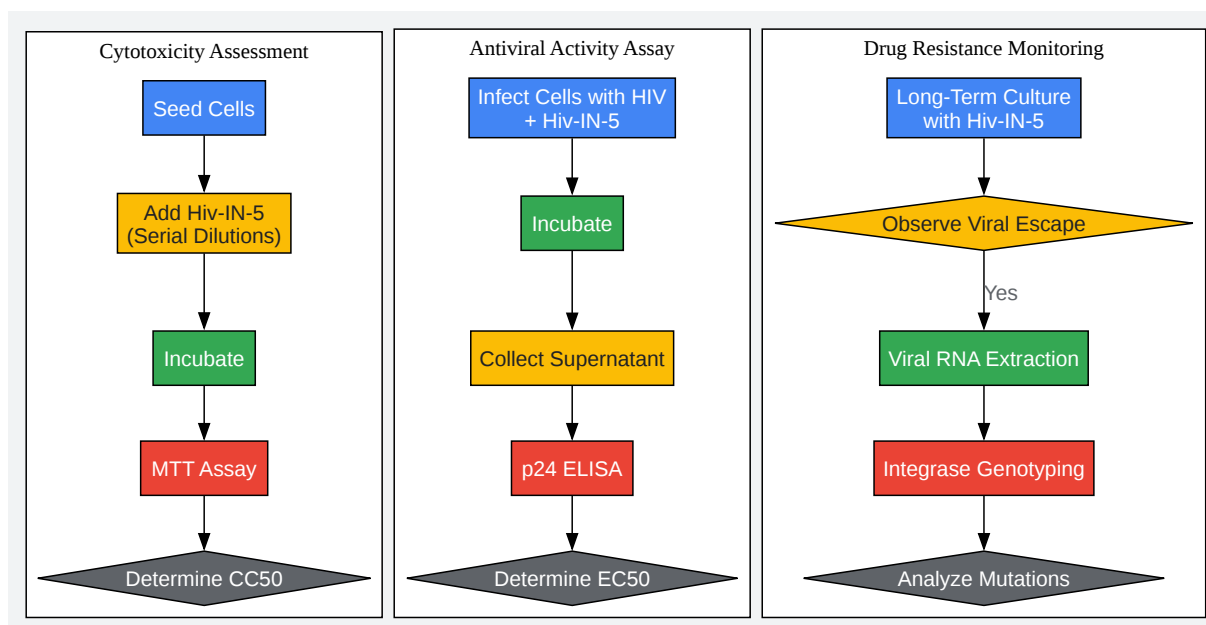 Cytotoxicity Assessment
Seed Cells
Add Hiv-IN-5
(Serial Dilutions)
Incubate
MTT Assay
Determine CC50
Antiviral Activity Assay
Infect Cells with HIV
+ Hiv-IN-5
Incubate
Collect Supernatant
p24 ELISA
Determine EC50
Drug Resistance Monitoring
Long-Term Culture
with Hiv-IN-5
Observe Viral Escape
Yes
Viral RNA Extraction
Integrase Genotyping
Analyze Mutations